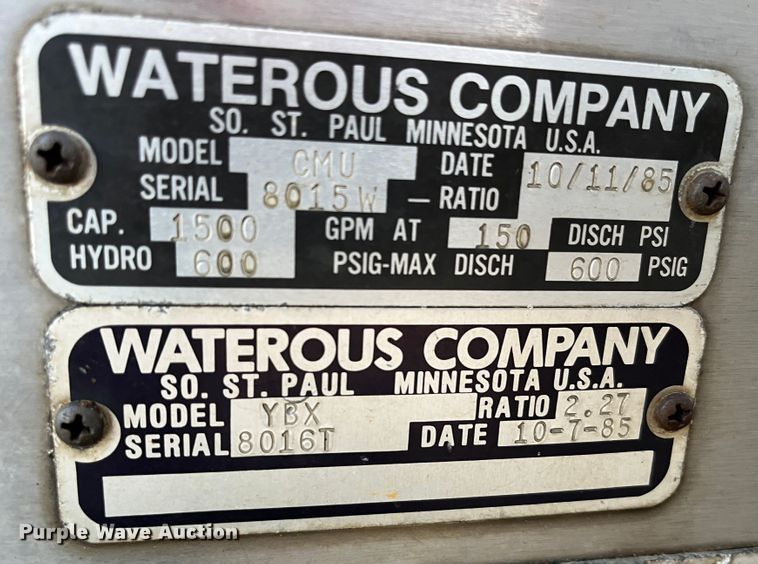 WATEROUS COMPANY
SO. ST. PAUL MINNESOTA U.S.A.
MODEL CMU DATE 10/11/85
SERIAL 8015W - RATIO
CAP. 1500 GPM AT 150 DISCH PSI
HYDRO 600 PSIG-MAX DISCH 600 PSIG
WATEROUS COMPANY
SO. ST. PAUL MINNESOTA U.S.A.
MODEL YBX RATIO 2.27
SERIAL 8016T DATE 10-7-85
Purple Wave Auction